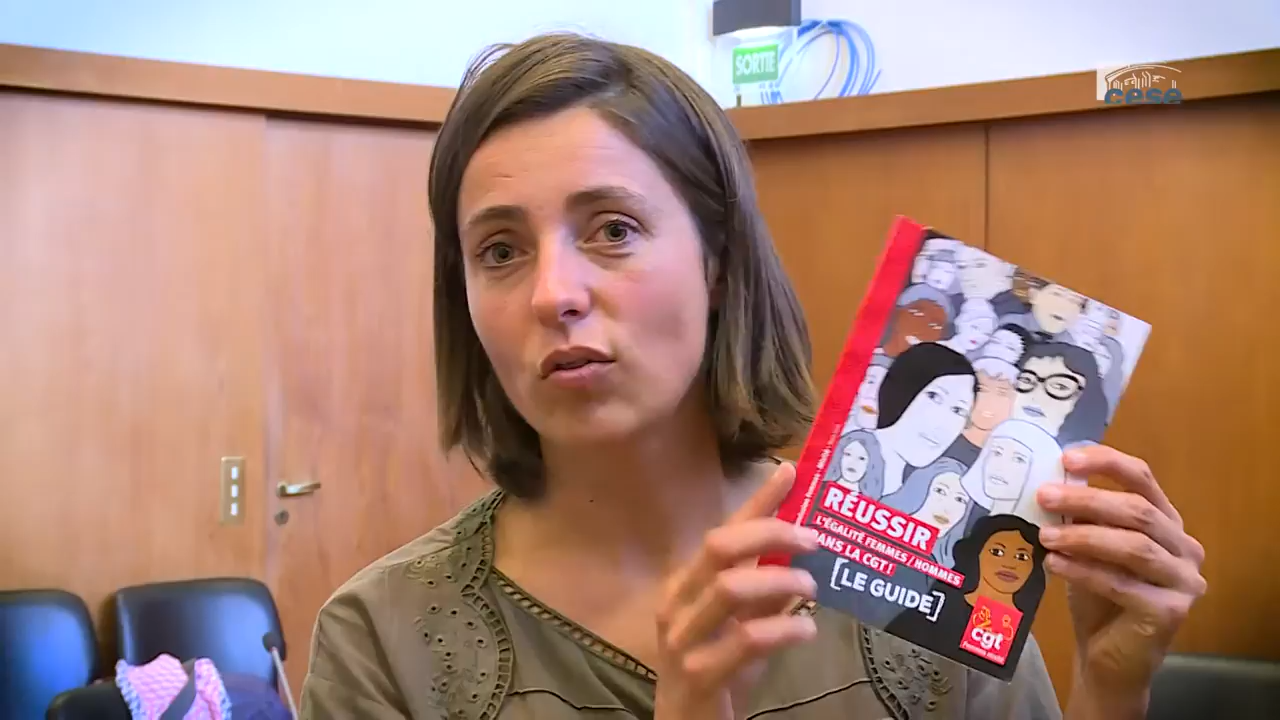 SORTIE
cese
RÉUSSIR
L'ÉGALITÉ FEMMES / HOMMES
DANS LA CGT !
[LE GUIDE]
cgt